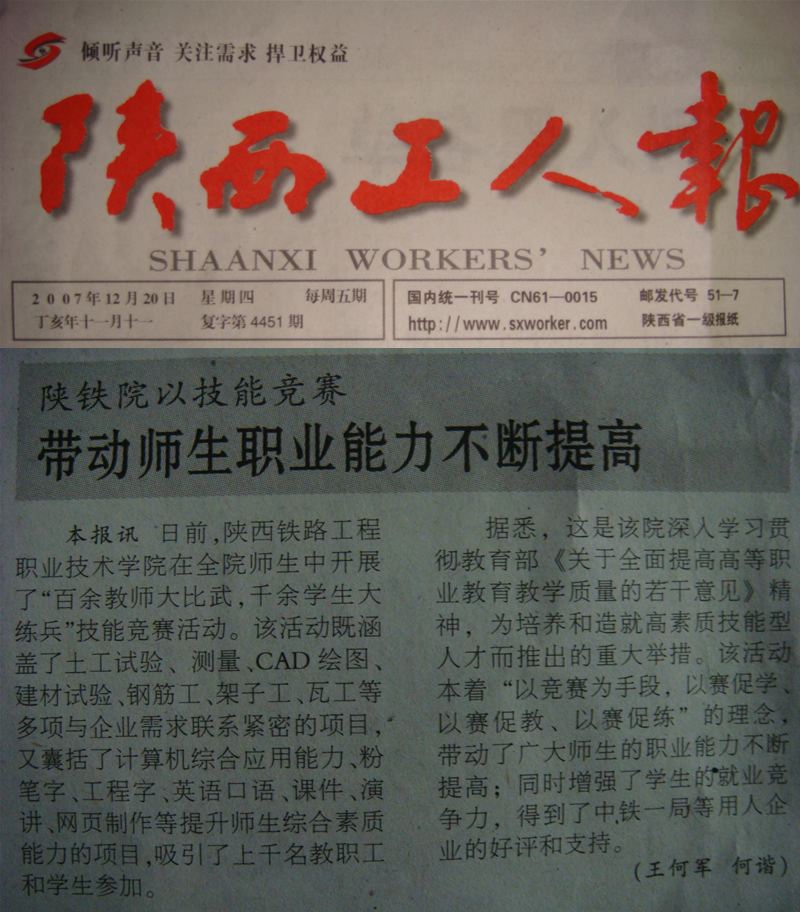 倾听声音 关注需求 捍卫权益
陕西工人報
SHAANXI WORKERS' NEWS
2007年12月20日 星期四 每周五期
丁亥年十一月十一 复字第4451期
国内统一刊号 CN61—0015 邮发代号 51—7
http://www.sxworker.com 陕西省一级报纸
陕铁院以技能竞赛
带动师生职业能力不断提高
本报讯 日前,陕西铁路工程
职业技术学院在全院师生中开展
了“百余教师大比武,千余学生大
练兵”技能竞赛活动。该活动既涵
盖了土工试验、测量、CAD绘图、
建材试验、钢筋工、架子工、瓦工等
多项与企业需求联系紧密的项目,
又囊括了计算机综合应用能力、粉
笔字、工程字、英语口语、课件、演
讲、网页制作等提升师生综合素质
能力的项目,吸引了上千名教职工
和学生参加。
据悉，这是该院深入学习贯
彻教育部《关于全面提高高等职
业教育教学质量的若干意见》精
神，为培养和造就高素质技能型
人才而推出的重大举措。该活动
本着“以竞赛为手段，以赛促学、
以赛促教、以赛促练”的理念，
带动了广大师生的职业能力不断
提高；同时增强了学生的就业竞
争力，得到了中铁一局等用人企
业的好评和支持。
(王何军 何谐)